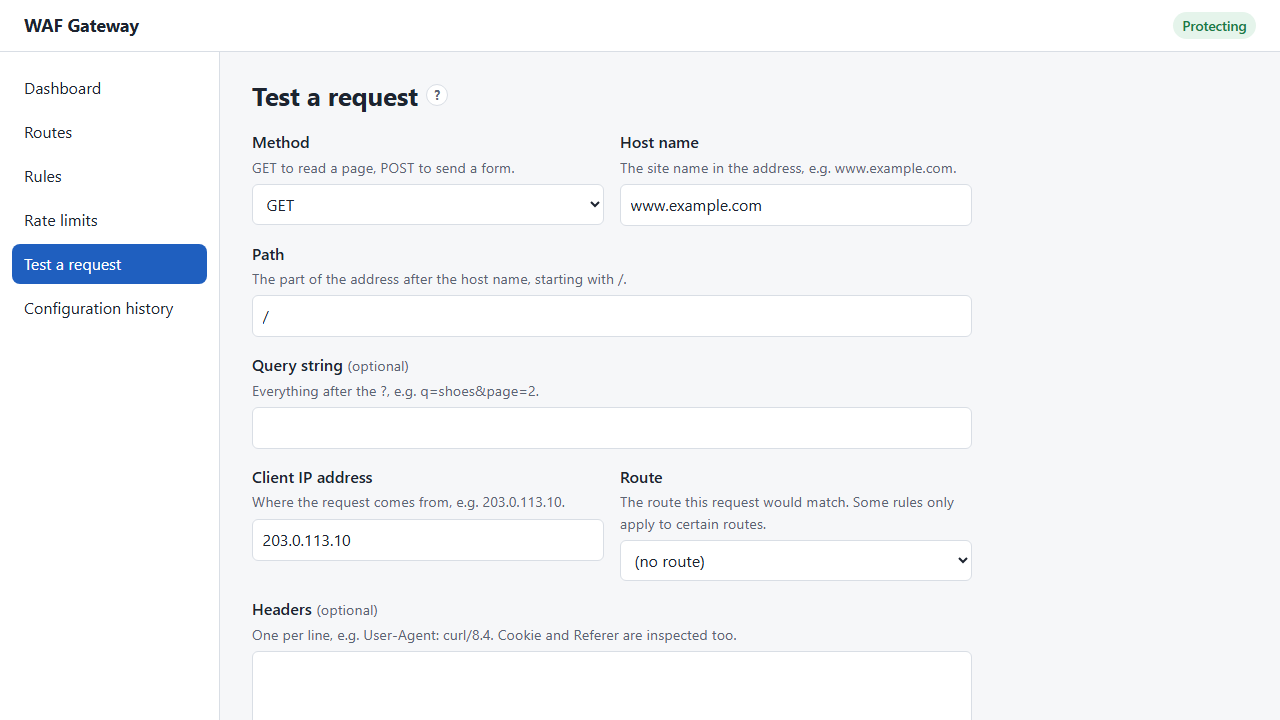 WAF Gateway
Protecting
Dashboard
Routes
Rules
Rate limits
Test a request
Configuration history
Test a request ?
Method
GET to read a page, POST to send a form.
GET
Host name
The site name in the address, e.g. www.example.com.
www.example.com
Path
The part of the address after the host name, starting with /.
/
Query string (optional)
Everything after the ?, e.g. q=shoes&page=2.
Client IP address
Where the request comes from, e.g. 203.0.113.10.
203.0.113.10
Route
The route this request would match. Some rules only
apply to certain routes.
(no route)
Headers (optional)
One per line, e.g. User-Agent: curl/8.4. Cookie and Referer are inspected too.